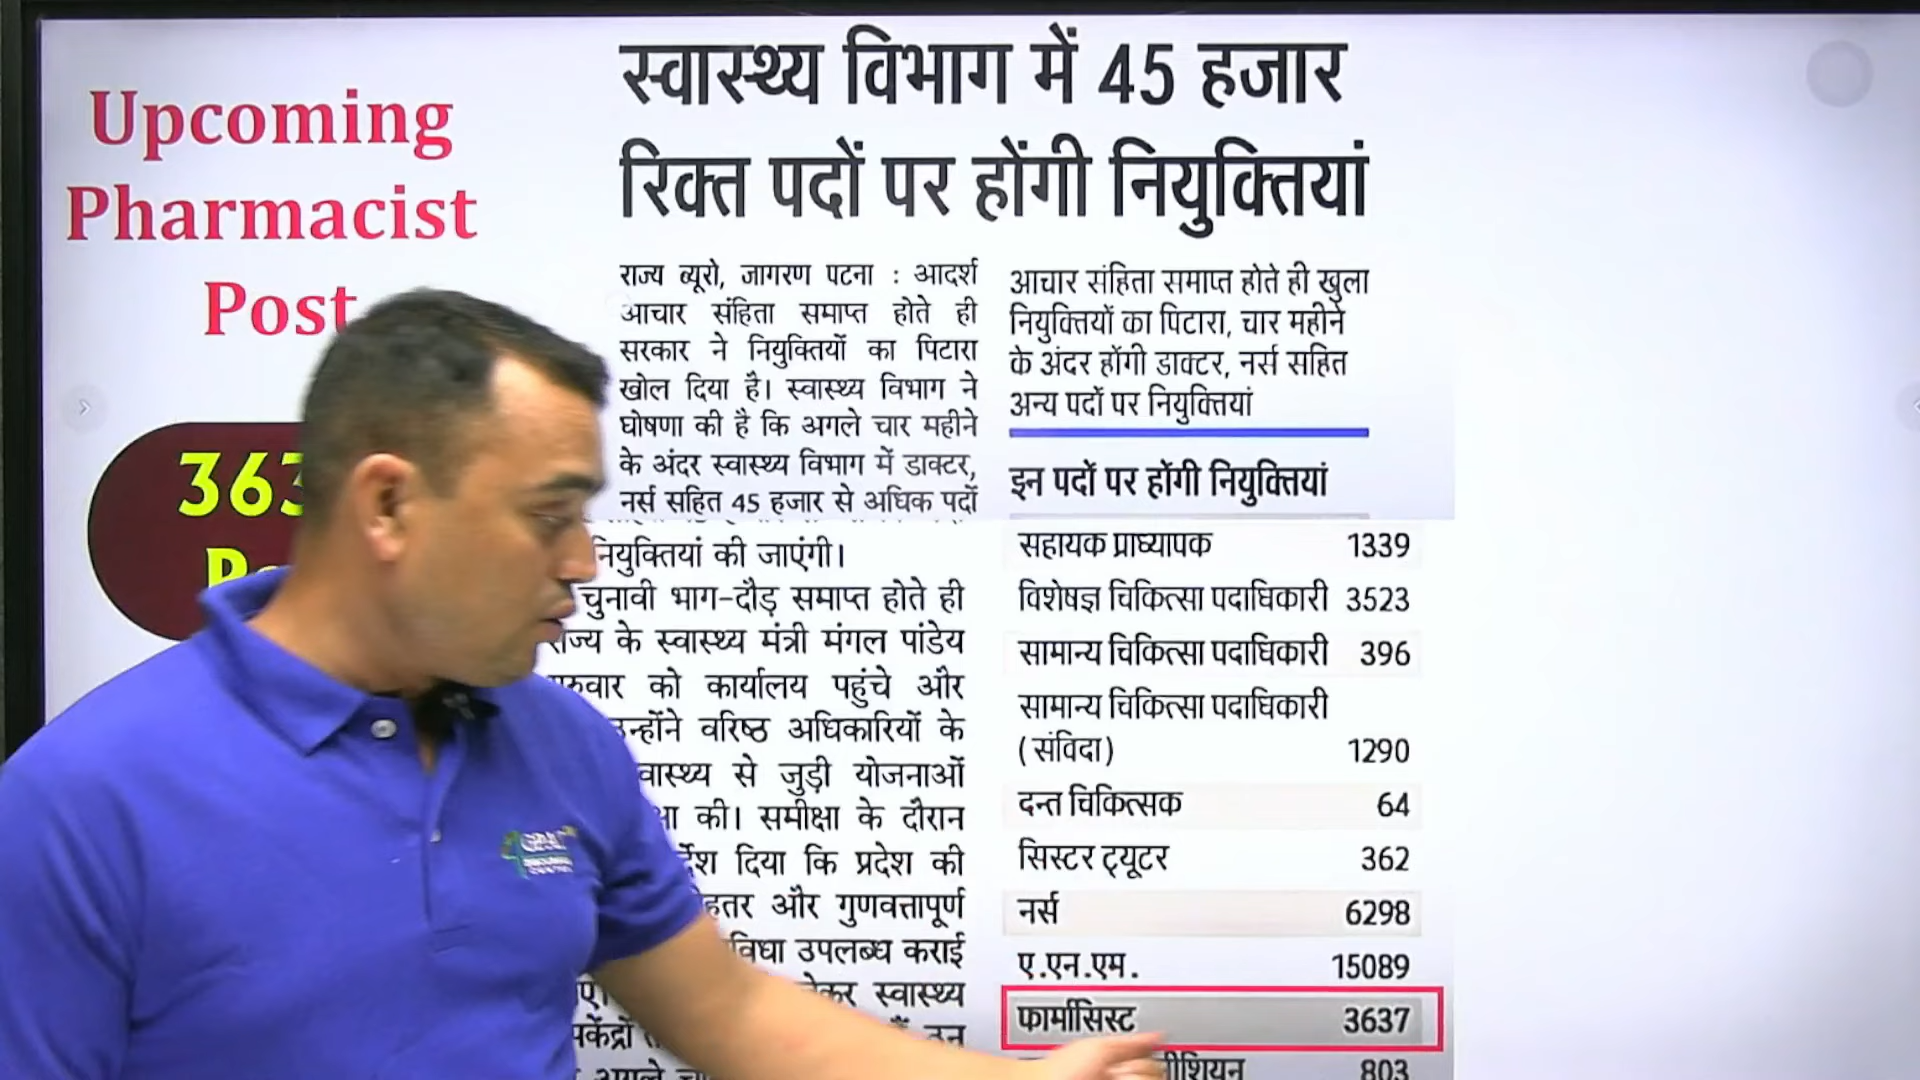 Upcoming
Pharmacist
Post
363
स्वास्थ्य विभाग में 45 हजार
रिक्त पदों पर होंगी नियुक्तियां
राज्य ब्यूरो, जागरण पटना : आदर्श
आचार संहिता समाप्त होते ही
सरकार ने नियुक्तियों का पिटारा
खोल दिया है। स्वास्थ्य विभाग ने
घोषणा की है कि अगले चार महीने
के अंदर स्वास्थ्य विभाग में डाक्टर,
नर्स सहित 45 हजार से अधिक पदों
नियुक्तियां की जाएंगी।
चुनावी भाग-दौड़ समाप्त होते ही
राज्य के स्वास्थ्य मंत्री मंगल पांडेय
को कार्यालय पहुंचे और
उन्होंने वरिष्ठ अधिकारियों के
से जुड़ी योजनाओं
की। समीक्षा के दौरान
दिया कि प्रदेश की
और गुणवत्तापूर्ण
उपलब्ध कराई
लेकर स्वास्थ्य
आचार संहिता समाप्त होते ही खुला
नियुक्तियों का पिटारा, चार महीने
के अंदर होंगी डाक्टर, नर्स सहित
अन्य पदों पर नियुक्तियां
इन पदों पर होंगी नियुक्तियां
सहायक प्राध्यापक 1339
विशेषज्ञ चिकित्सा पदाधिकारी 3523
सामान्य चिकित्सा पदाधिकारी 396
सामान्य चिकित्सा पदाधिकारी
(संविदा) 1290
दन्त चिकित्सक 64
सिस्टर ट्यूटर 362
नर्स 6298
ए.एन.एम. 15089
फार्मासिस्ट 3637
803